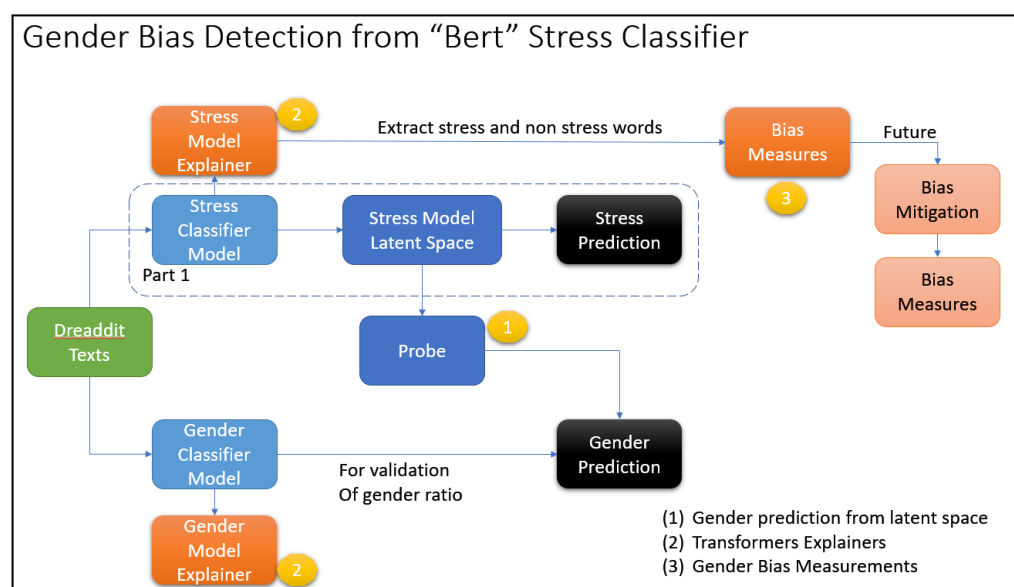 Gender Bias Detection from “Bert” Stress Classifier
Stress
Model
Explainer
2
Extract stress and non stress words
Bias
Measures
3
Future
Bias
Mitigation
Bias
Measures
Stress
Classifier
Model
Stress Model
Latent Space
Stress
Prediction
Part 1
Dreaddit
Texts
Probe
1
Gender
Classifier
Model
For validation
Of gender ratio
Gender
Prediction
Gender
Model
Explainer
2
(1) Gender prediction from latent space
(2) Transformers Explainers
(3) Gender Bias Measurements